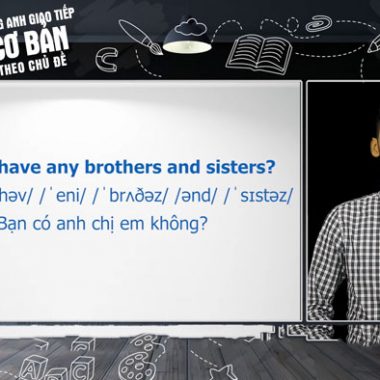 G ANH GIAO TIẾP
CƠ BẢN
THEO CHỦ ĐỀ
have any brothers and sisters?
həv/ /ˈeni/ /ˈbrʌðəz/ /ənd/ /ˈsɪstəz/
Bạn có anh chị em không?